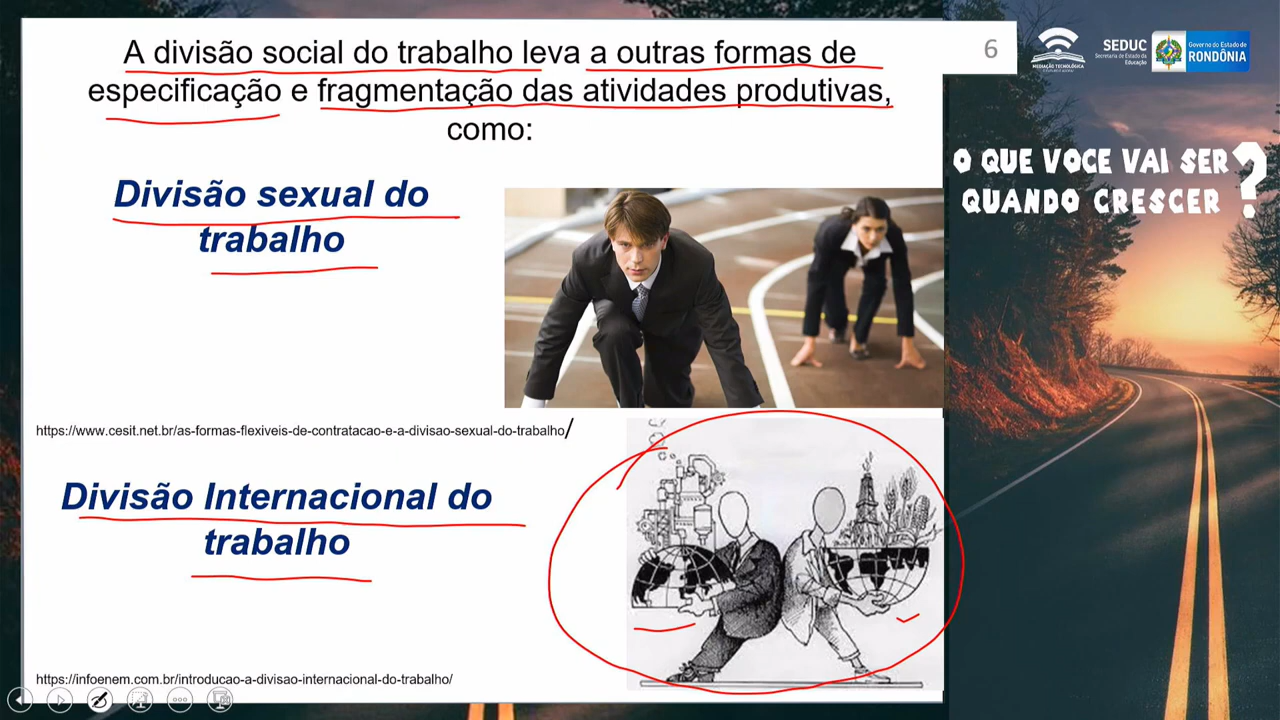 A divisão social do trabalho leva a outras formas de
especificação e fragmentação das atividades produtivas,
como:
6
MEDIAÇÃO TECNOLÓGICA
SEDUC
Secretaria de Estado da
Educação
Governo do Estado de
RONDÔNIA
O QUE VOCE VAI SER
QUANDO CRESCER?
Divisão sexual do
trabalho
https://www.cesit.net.br/as-formas-flexiveis-de-contratacao-e-a-divisao-sexual-do-trabalho/
Divisão Internacional do
trabalho
https://infoenem.com.br/introducao-a-divisao-internacional-do-trabalho/